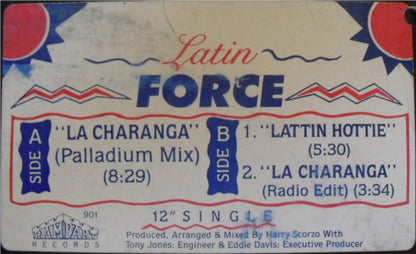 Latin
FORCE
SIDE A
"LA CHARANGA"
(Palladium Mix)
(8:29)
SIDE B
1. "LATTIN HOTTIE"
(5:30)
2. "LA CHARANGA"
(Radio Edit) (3:34)
901
RECORDS
12" SINGLE
Produced, Arranged & Mixed By Harry Scorzo With
Tony Jones: Engineer & Eddie Davis: Executive Producer